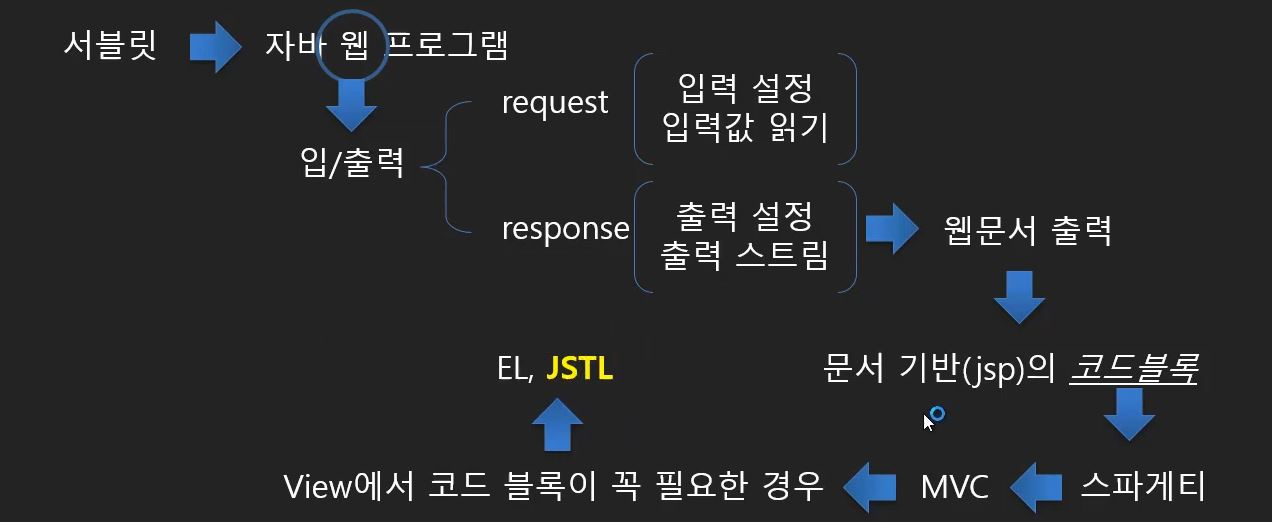 서블릿
자바 웹 프로그램
입/출력
request
입력 설정
입력값 읽기
response
출력 설정
출력 스트림
웹문서 출력
문서 기반(jsp)의 코드블록
스파게티
MVC
View에서 코드 블록이 꼭 필요한 경우
EL, JSTL